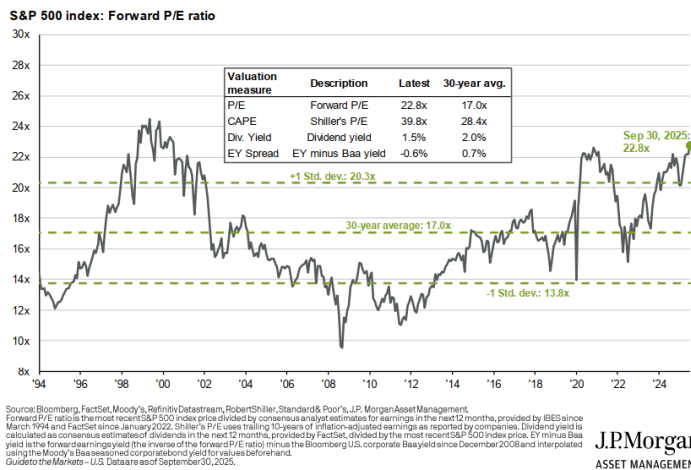 S&P 500 index: Forward P/E ratio
30x
28x
26x
24x
22x
20x
18x
16x
14x
12x
10x
8x
Valuation measure Description Latest 30-year avg.
P/E Forward P/E 22.8x 17.0x
CAPE Shiller's P/E 39.8x 28.4x
Div. Yield Dividend yield 1.5% 2.0%
EY Spread EY minus Baa yield -0.6% 0.7%
Sep 30, 2025:
22.8x
+1 Std. dev.: 20.3x
30-year average: 17.0x
-1 Std. dev.: 13.8x
'94 '96 '98 '00 '02 '04 '06 '08 '10 '12 '14 '16 '18 '20 '22 '24
Source: Bloomberg, FactSet, Moody's, Refinitiv Datastream, Robert Shiller, Standard & Poor's, J.P. Morgan Asset Management.
Forward P/E ratio is the most recent S&P 500 index price divided by consensus analyst estimates for earnings in the next 12 months, provided by IBES since
March 1994 and FactSet since January 2022. Shiller's P/E uses trailing 10-years of inflation-adjusted earnings as reported by companies. Dividend yield is
calculated as consensus estimates of dividends in the next 12 months, provided by FactSet, divided by the most recent S&P 500 index price. EY minus Baa
yield is the forward earnings yield (the inverse of the forward P/E) minus the Bloomberg U.S. corporate Baa yield since December 2008 and interpolated
using the Moody's Baa seasoned corporate bond yield for values beforehand.
Guide to the Markets – U.S. Data are as of September 30, 2025.
J.P.Morgan
ASSET MANAGEM